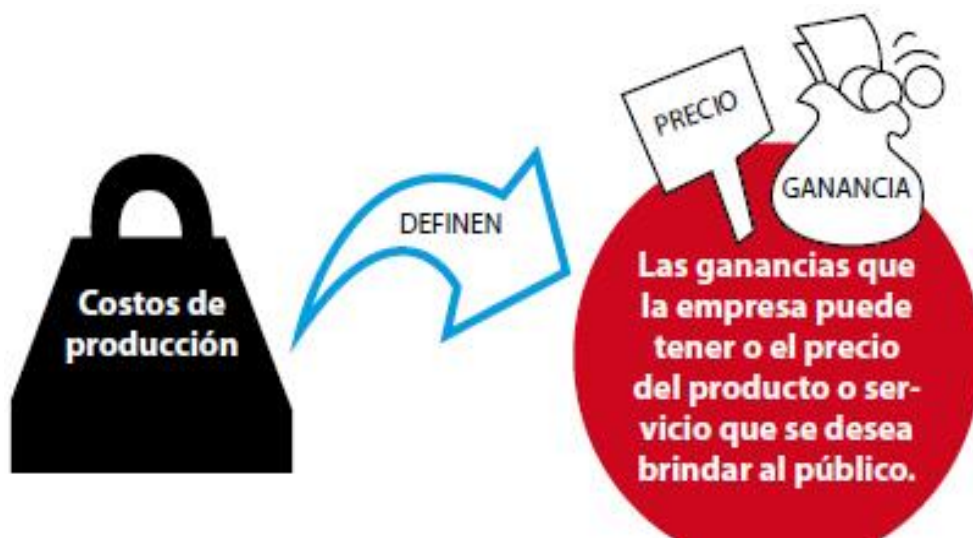 Costos de
producción
DEFINEN
PRECIO
GANANCIA
Las ganancias que
la empresa puede
tener o el precio
del producto o ser-
vicio que se desea
brindar al público.